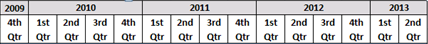 2009 2010 2011 2012 2013
4th 1st 2nd 3rd 4th 1st 2nd 3rd 4th 1st 2nd 3rd 4th 1st 2nd
Qtr Qtr Qtr Qtr Qtr Qtr Qtr Qtr Qtr Qtr Qtr Qtr Qtr Qtr Qtr